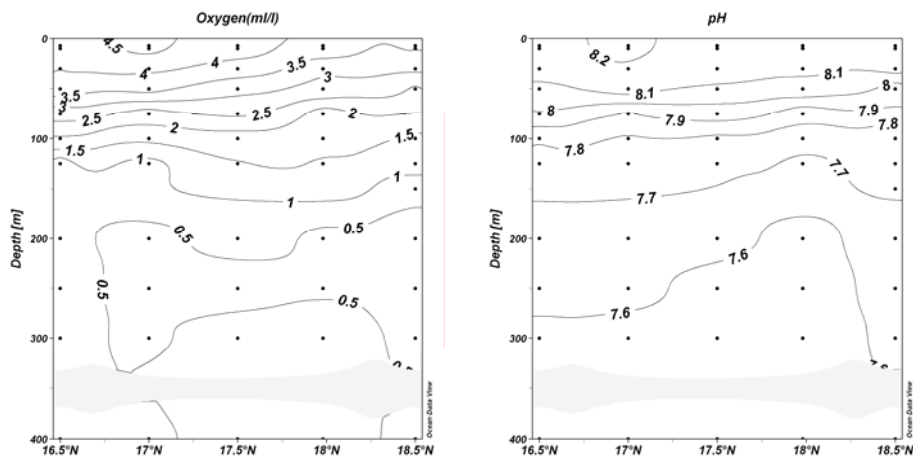 Oxygen(ml/l)
pH
Depth [m]
0
100
200
300
400
4.5
4
4
3.5
3.5
3
3
2.5
2.5
2
2
1.5
1.5
1
1
1
0.5
0.5
0.5
0.5
16.5°N
17°N
17.5°N
18°N
18.5°N
Ocean Data View
Depth [m]
0
100
200
300
400
8.2
8.1
8.1
8
8
7.9
7.9
7.8
7.8
7.7
7.7
7.6
7.6
16.5°N
17°N
17.5°N
18°N
18.5°N
Ocean Data View